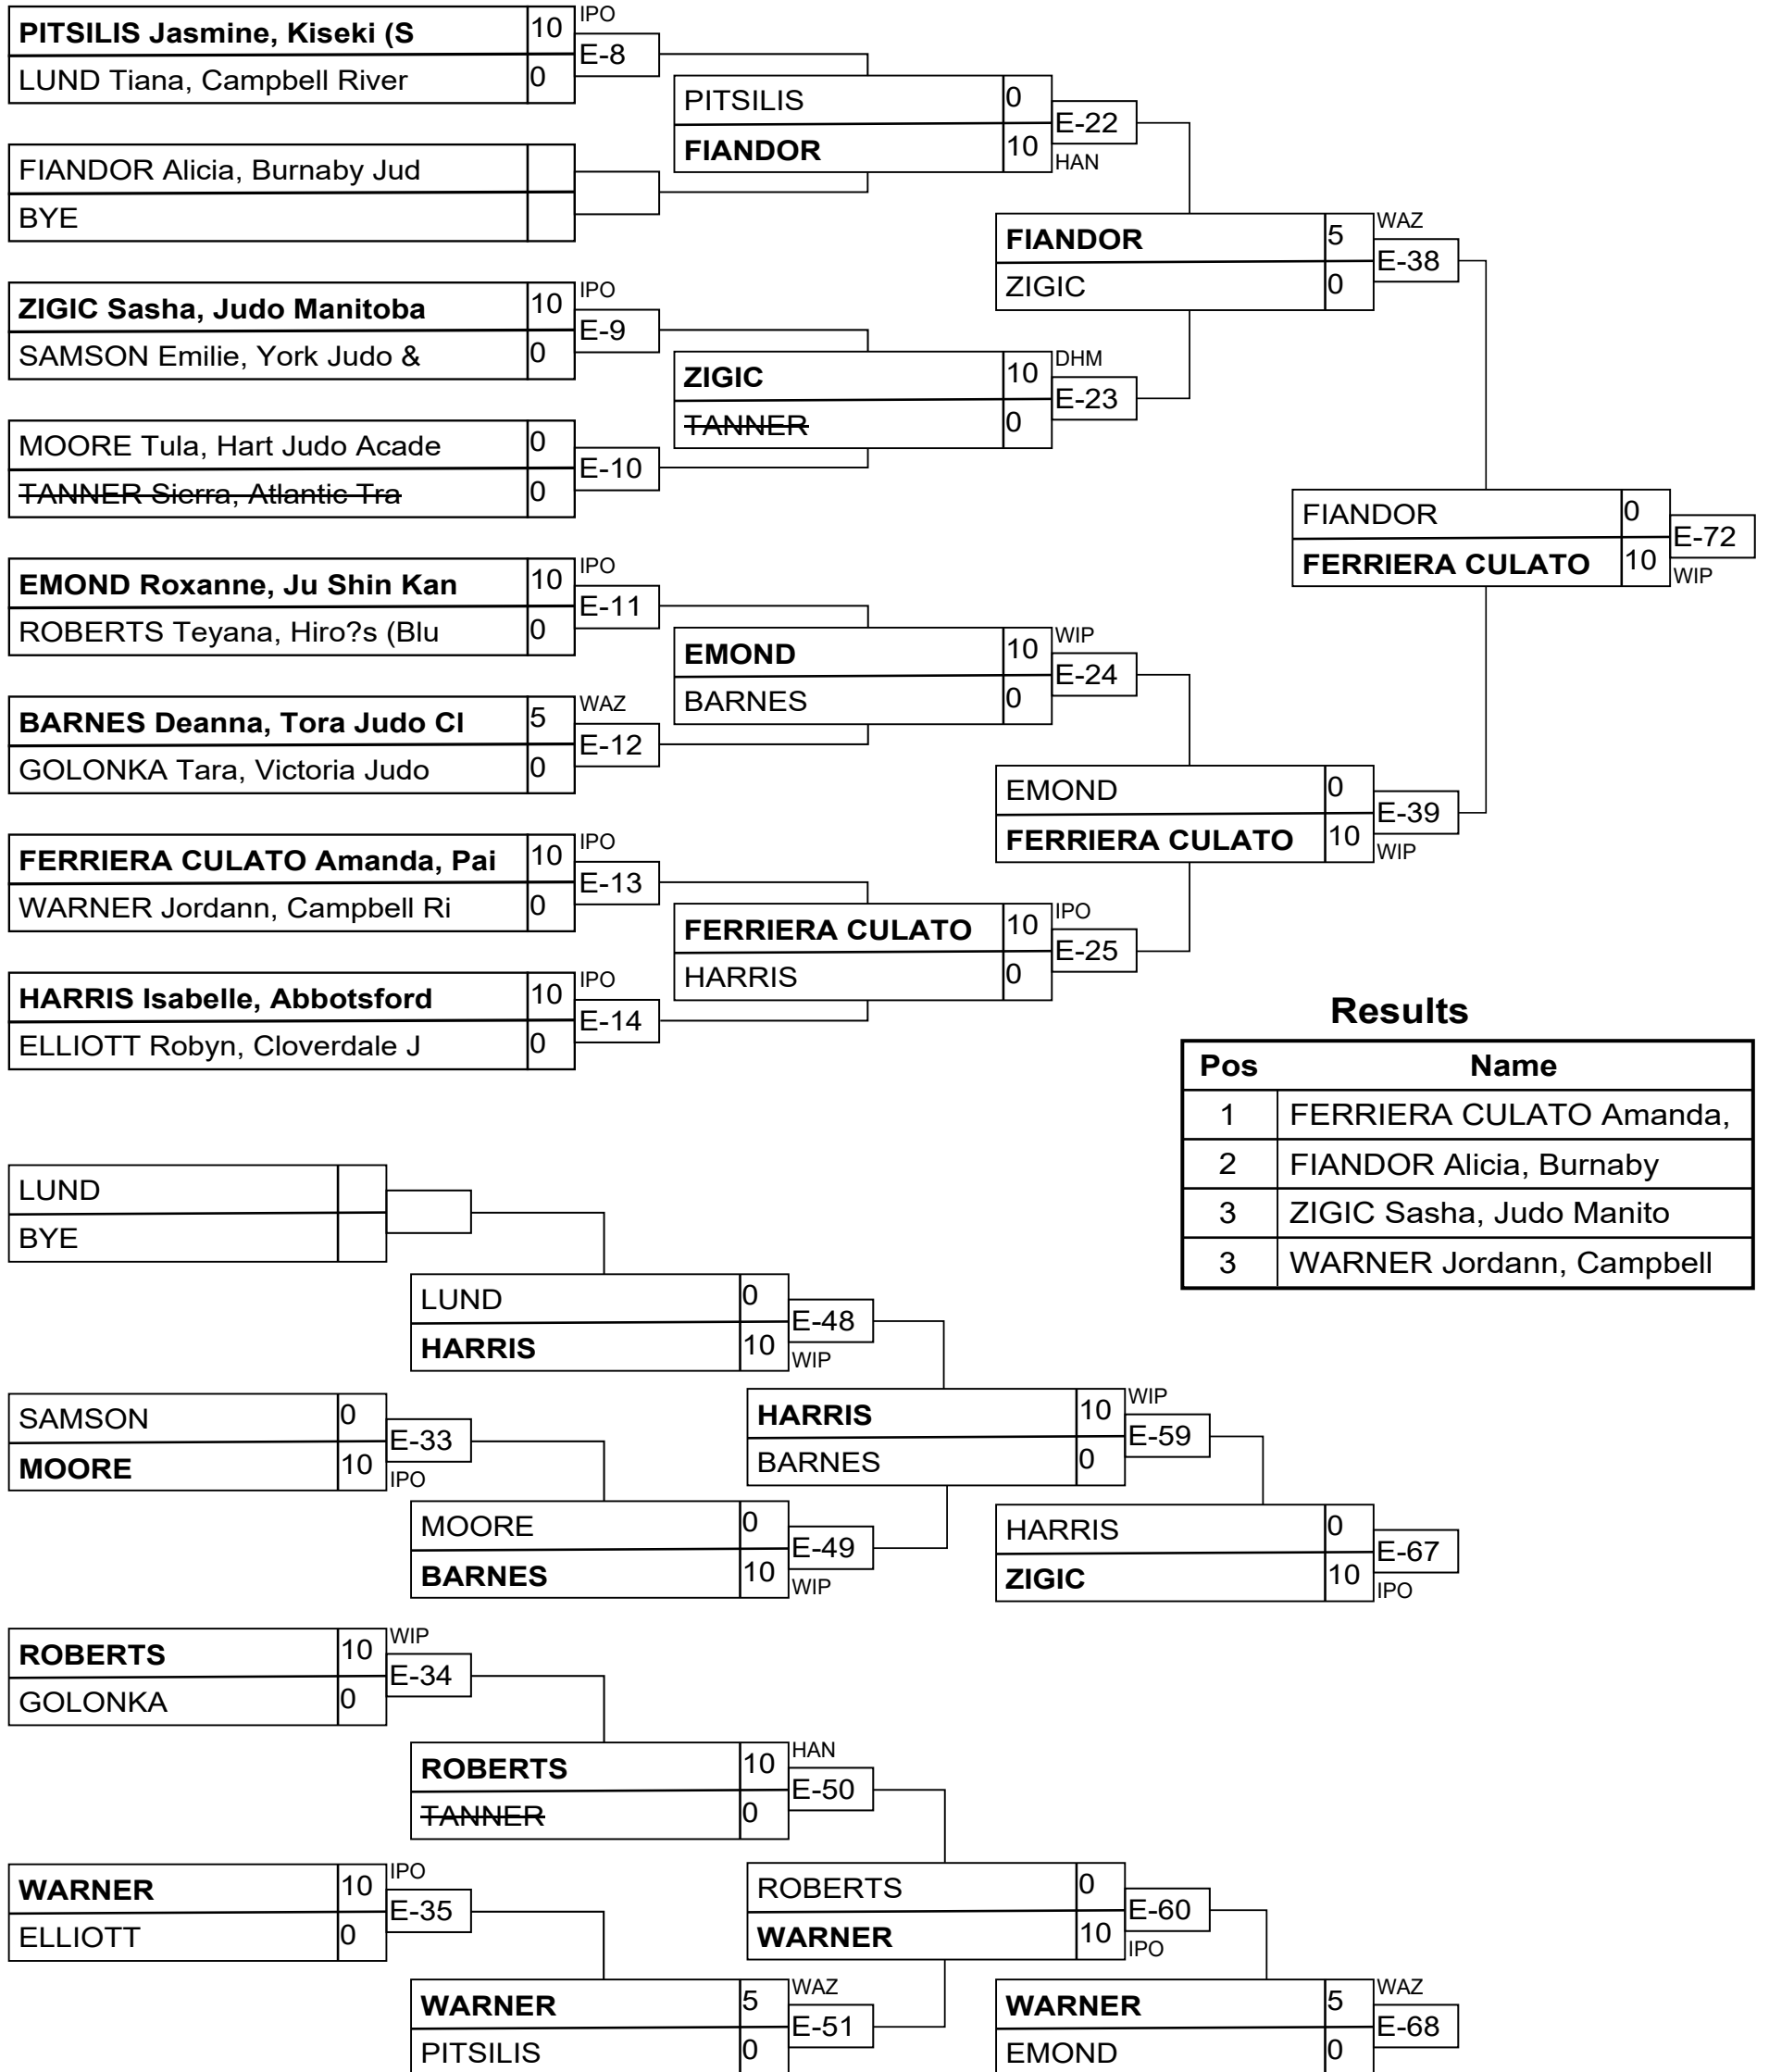 PITSILIS Jasmine, Kiseki (S 10 IPO
E-8
LUND Tiana, Campbell River 0
FIANDOR Alicia, Burnaby Jud
BYE
ZIGIC Sasha, Judo Manitoba 10 IPO
E-9
SAMSON Emilie, York Judo & 0
MOORE Tula, Hart Judo Acade 0
E-10
TANNER Sierra, Atlantic Tra 0
EMOND Roxanne, Ju Shin Kan 10 IPO
E-11
ROBERTS Teyana, Hiro?s (Blu 0
BARNES Deanna, Tora Judo Cl 5 WAZ
E-12
GOLONKA Tara, Victoria Judo 0
FERRIERA CULATO Amanda, Pai 10 IPO
E-13
WARNER Jordann, Campbell Ri 0
HARRIS Isabelle, Abbotsford 10 IPO
E-14
ELLIOTT Robyn, Cloverdale J 0
PITSILIS 0
E-22
FIANDOR 10 HAN
ZIGIC 10 DHM
E-23
TANNER 0
EMOND 10 WIP
E-24
BARNES 0
FERRIERA CULATO 10 IPO
E-25
HARRIS 0
FIANDOR 5 WAZ
E-38
ZIGIC 0
EMOND 0
E-39
FERRIERA CULATO 10 WIP
FIANDOR 0
E-72
FERRIERA CULATO 10 WIP
Results
Pos Name
1 FERRIERA CULATO Amanda,
2 FIANDOR Alicia, Burnaby
3 ZIGIC Sasha, Judo Manito
3 WARNER Jordann, Campbell
LUND
BYE
SAMSON 0
E-33
MOORE 10 IPO
ROBERTS 10 WIP
E-34
GOLONKA 0
WARNER 10 IPO
E-35
ELLIOTT 0
LUND 0
E-48
HARRIS 10 WIP
MOORE 0
E-49
BARNES 10 WIP
ROBERTS 10 HAN
E-50
TANNER 0
WARNER 5 WAZ
E-51
PITSILIS 0
HARRIS 10 WIP
E-59
BARNES 0
ROBERTS 0
E-60
WARNER 10 IPO
HARRIS 0
E-67
ZIGIC 10 IPO
WARNER 5 WAZ
E-68
EMOND 0